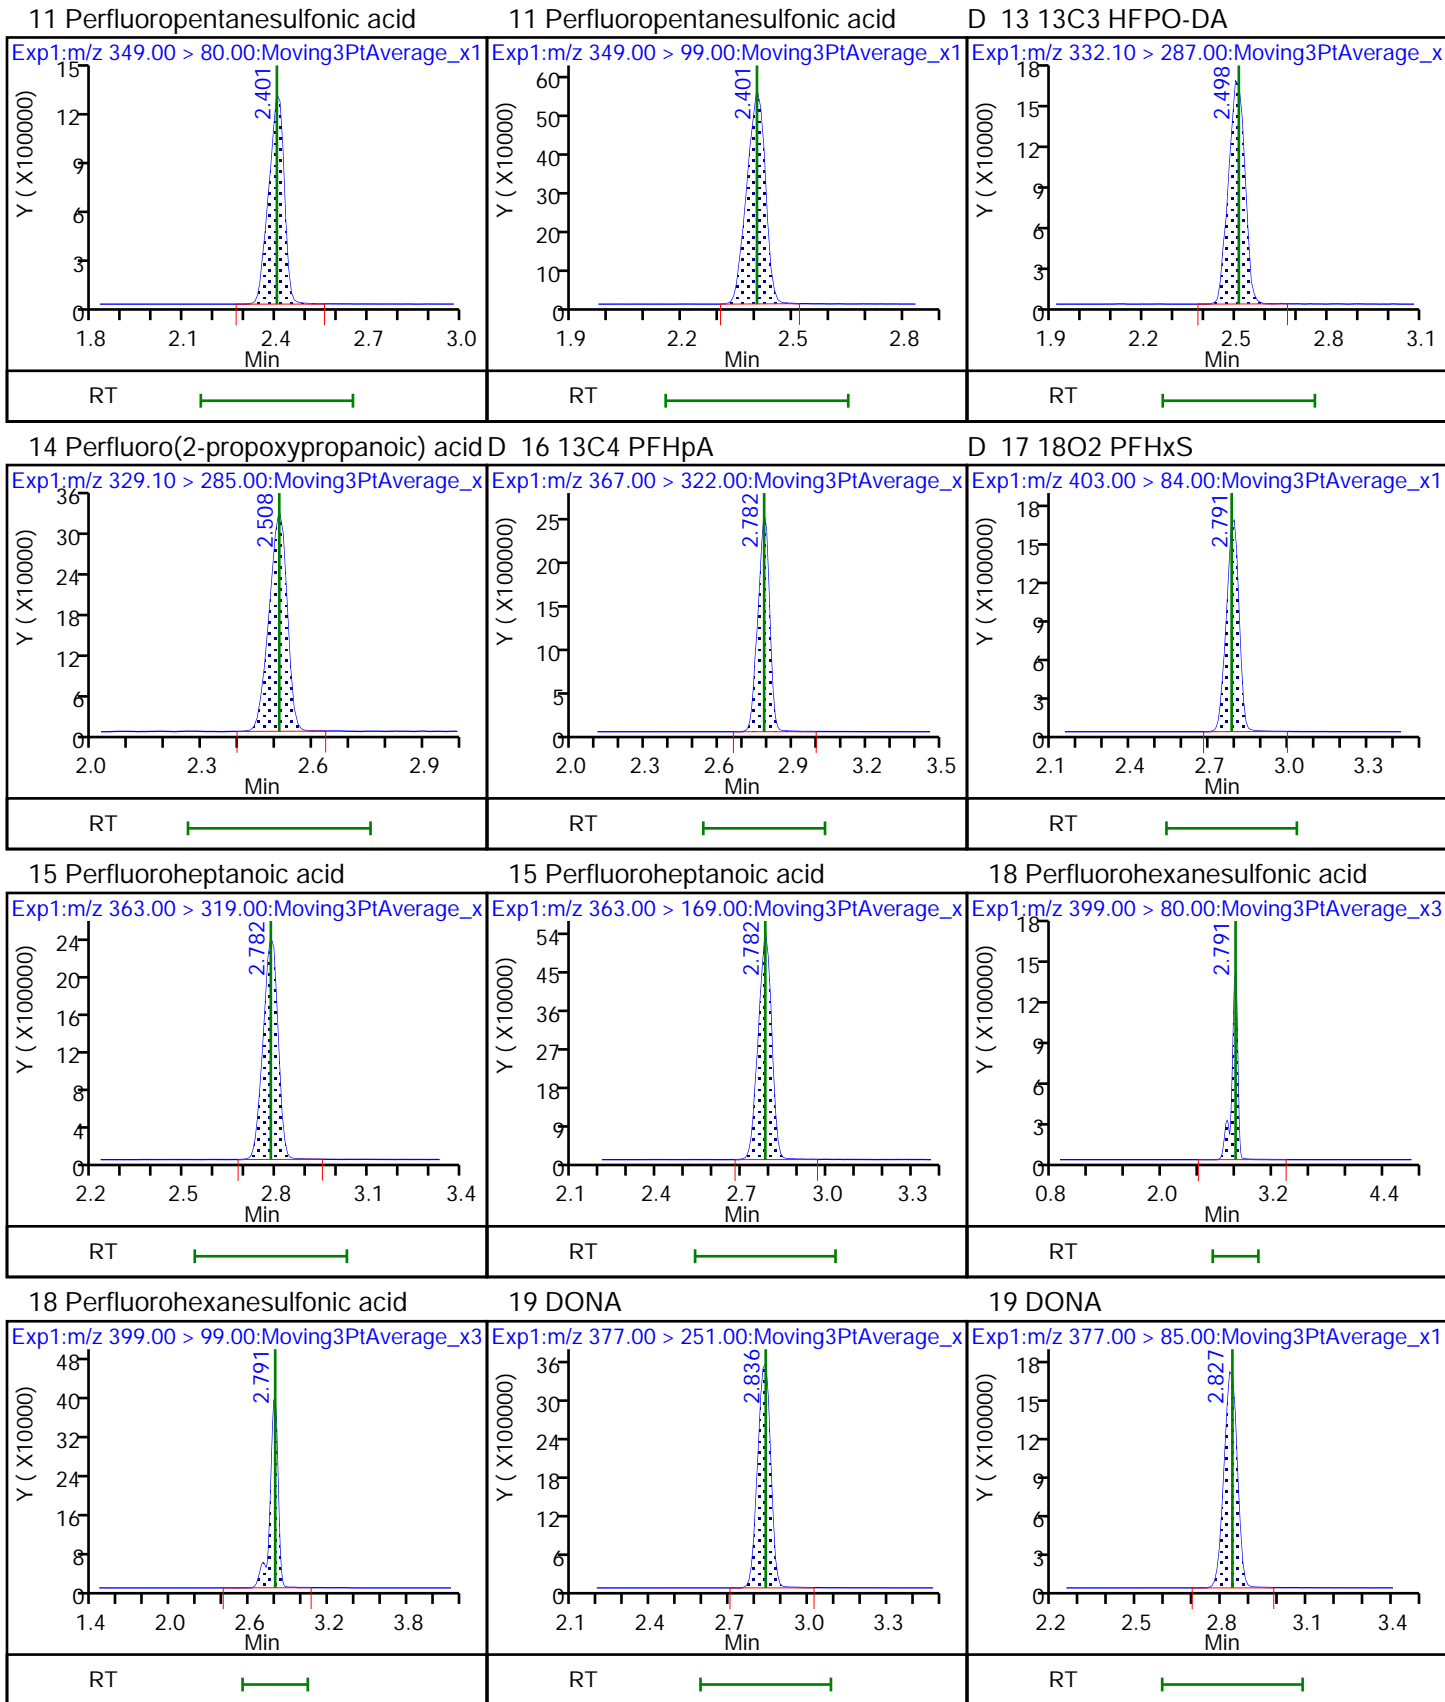 11 Perfluoropentanesulfonic acid
Exp1:m/z 349.00 > 80.00:Moving3PtAverage_x1
Y ( X100000)
15
12
9
6
3
0
2.401
1.8 2.1 2.4 2.7 3.0
Min
RT
11 Perfluoropentanesulfonic acid
Exp1:m/z 349.00 > 99.00:Moving3PtAverage_x1
Y ( X10000)
60
50
40
30
20
10
0
2.401
1.9 2.2 2.5 2.8
Min
RT
D 13 13C3 HFPO-DA
Exp1:m/z 332.10 > 287.00:Moving3PtAverage_x
Y ( X10000)
18
15
12
9
6
3
0
2.498
1.9 2.2 2.5 2.8 3.1
Min
RT
14 Perfluoro(2-propoxypropanoic) acid
Exp1:m/z 329.10 > 285.00:Moving3PtAverage_x
Y ( X10000)
36
30
24
18
12
6
0
2.508
2.0 2.3 2.6 2.9
Min
RT
D 16 13C4 PFHpA
Exp1:m/z 367.00 > 322.00:Moving3PtAverage_x
Y ( X100000)
25
20
15
10
5
0
2.782
2.0 2.3 2.6 2.9 3.2 3.5
Min
RT
D 17 18O2 PFHxS
Exp1:m/z 403.00 > 84.00:Moving3PtAverage_x1
Y ( X100000)
18
15
12
9
6
3
0
2.791
2.1 2.4 2.7 3.0 3.3
Min
RT
15 Perfluoroheptanoic acid
Exp1:m/z 363.00 > 319.00:Moving3PtAverage_x
Y ( X100000)
24
20
16
12
8
4
0
2.782
2.2 2.5 2.8 3.1 3.4
Min
RT
15 Perfluoroheptanoic acid
Exp1:m/z 363.00 > 169.00:Moving3PtAverage_x
Y ( X10000)
54
45
36
27
18
9
0
2.782
2.1 2.4 2.7 3.0 3.3
Min
RT
18 Perfluorohexanesulfonic acid
Exp1:m/z 399.00 > 80.00:Moving3PtAverage_x3
Y ( X100000)
18
15
12
9
6
3
0
2.791
0.8 2.0 3.2 4.4
Min
RT
18 Perfluorohexanesulfonic acid
Exp1:m/z 399.00 > 99.00:Moving3PtAverage_x3
Y ( X10000)
48
40
32
24
16
8
0
2.791
1.4 2.0 2.6 3.2 3.8
Min
RT
19 DONA
Exp1:m/z 377.00 > 251.00:Moving3PtAverage_x
Y ( X100000)
36
30
24
18
12
6
0
2.836
2.1 2.4 2.7 3.0 3.3
Min
RT
19 DONA
Exp1:m/z 377.00 > 85.00:Moving3PtAverage_x1
Y ( X100000)
18
15
12
9
6
3
0
2.827
2.2 2.5 2.8 3.1 3.4
Min
RT